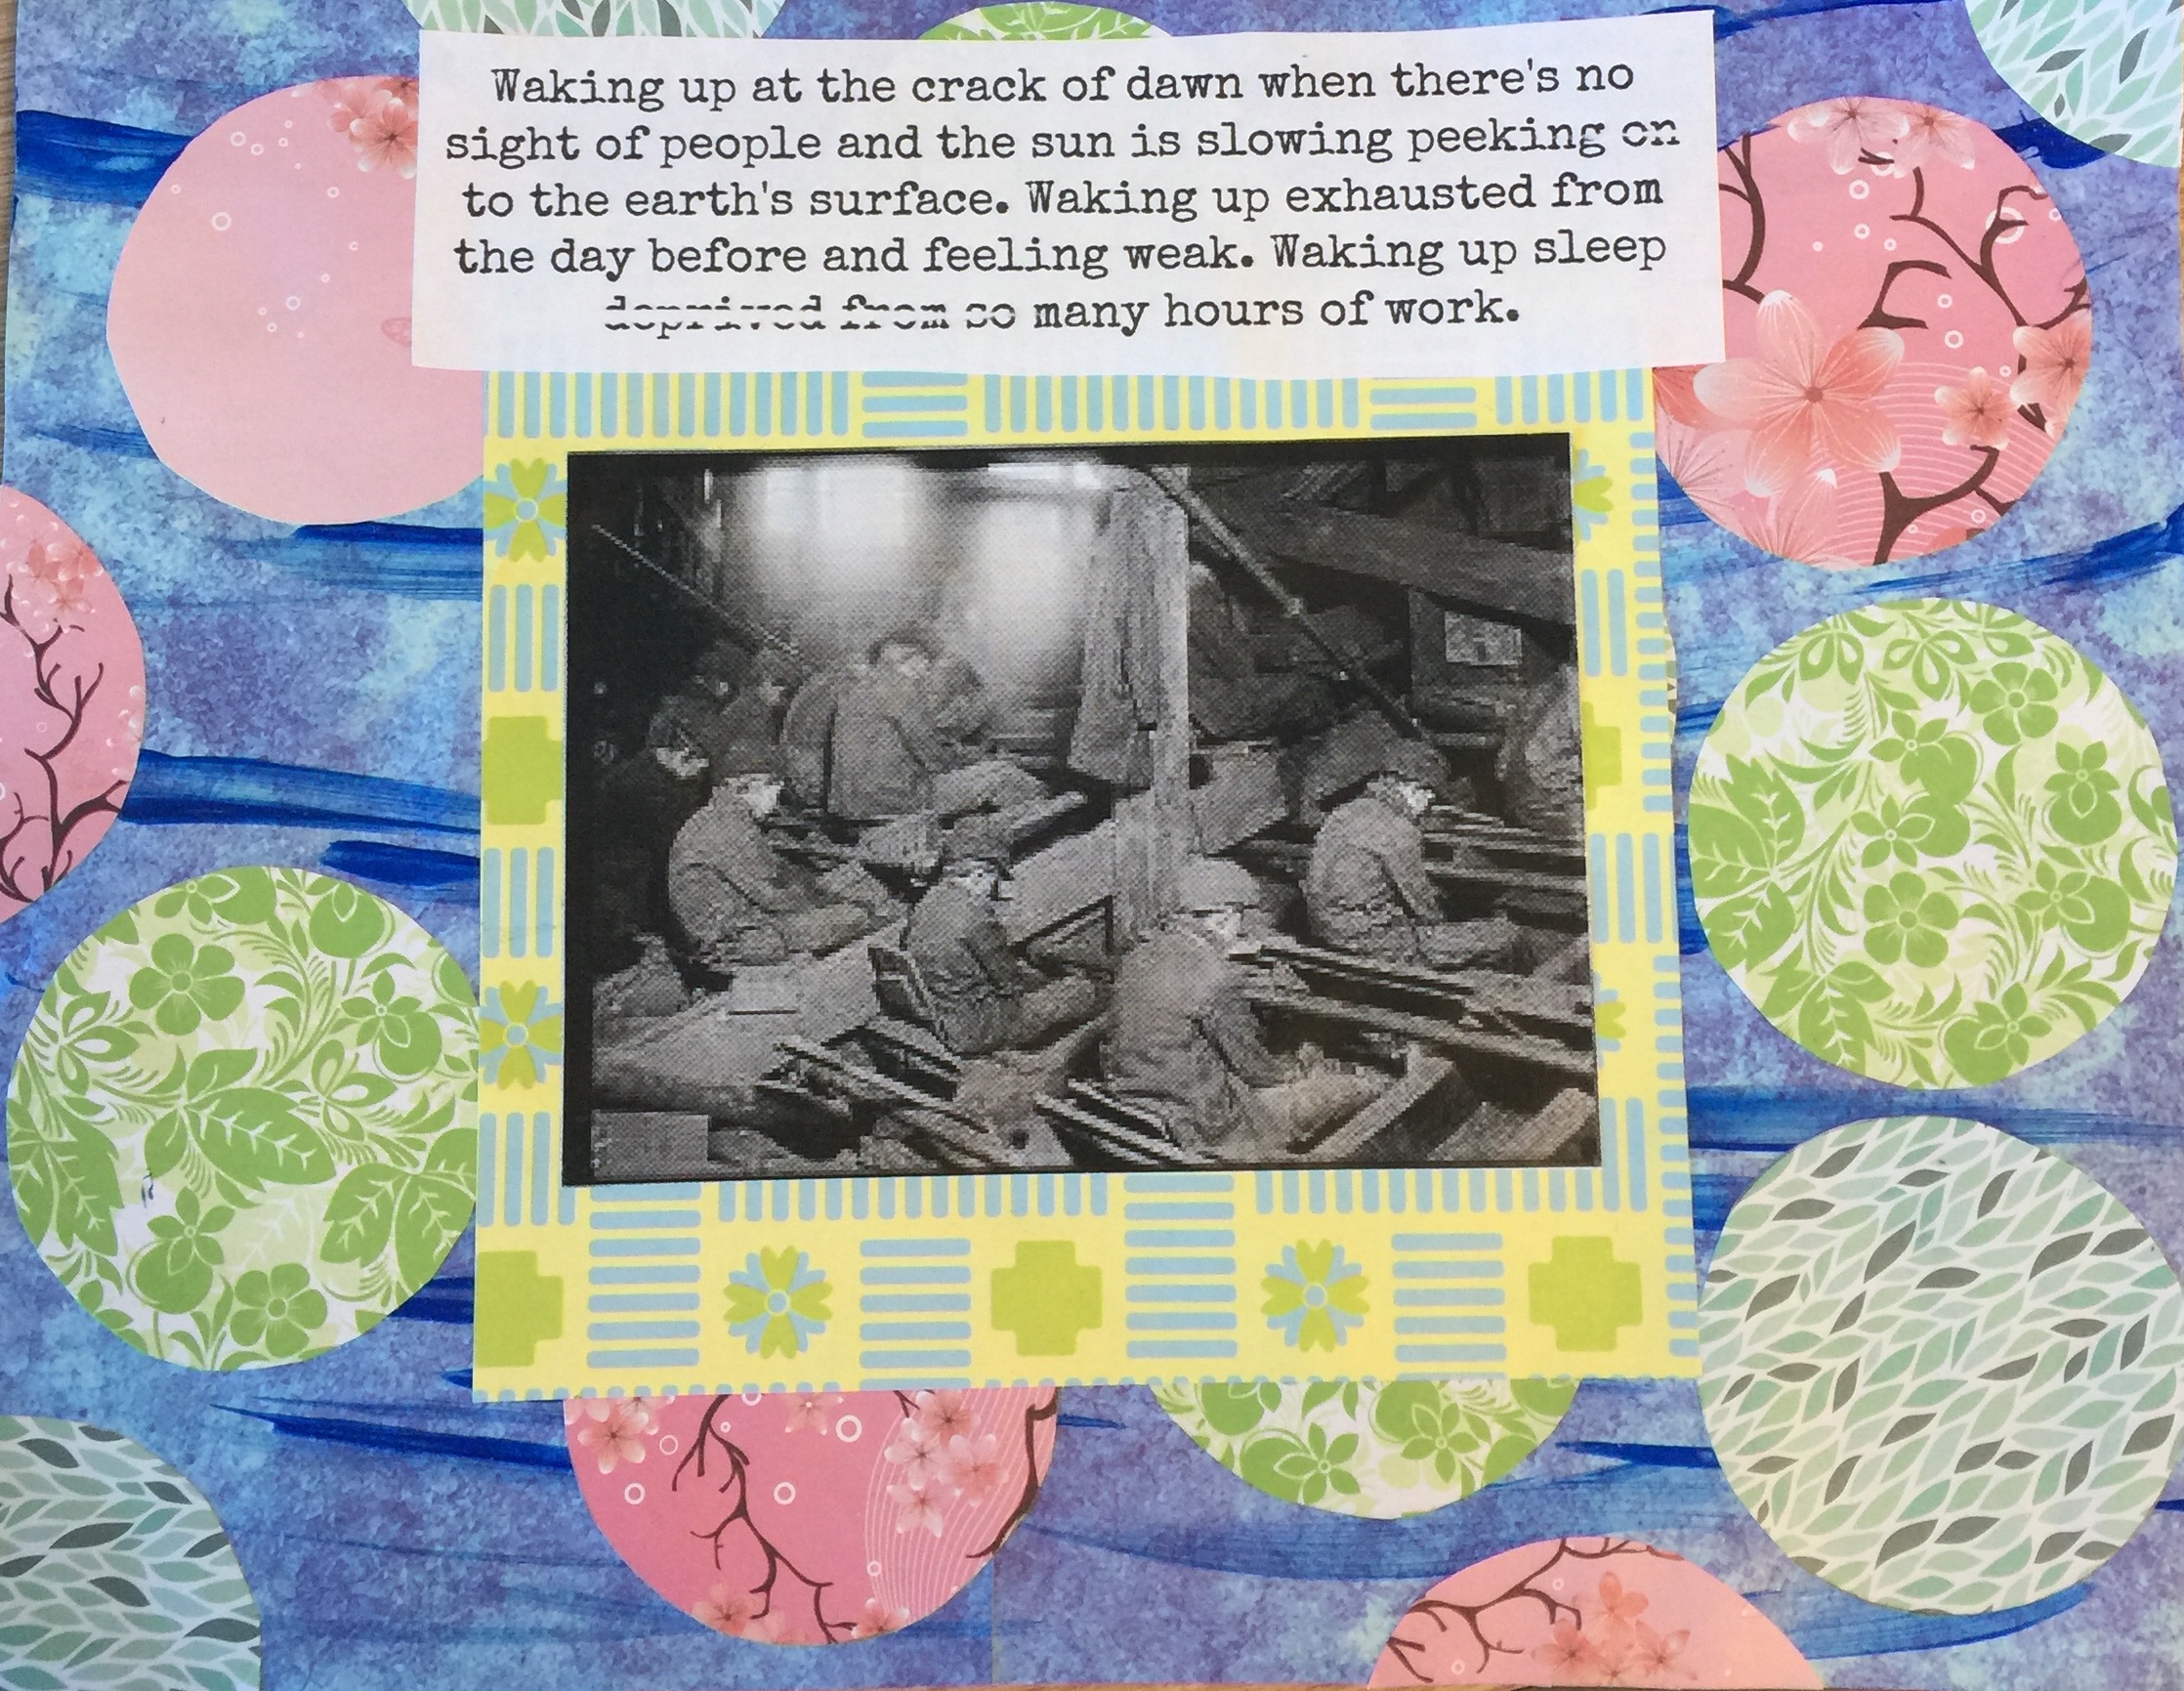 Waking up at the crack of dawn when there's no
sight of people and the sun is slowing peeking on
to the earth's surface. Waking up exhausted from
the day before and feeling weak. Waking up sleep
deprived from so many hours of work.